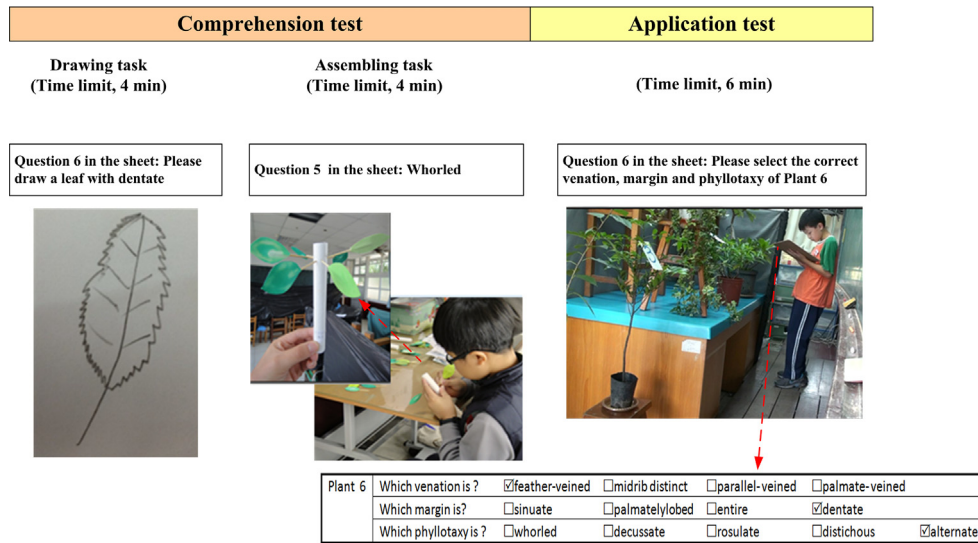 Comprehension test
Application test
Drawing task
(Time limit, 4 min)
Assembling task
(Time limit, 4 min)
(Time limit, 6 min)
Question 6 in the sheet: Please
draw a leaf with dentate
Question 5 in the sheet: Whorled
Question 6 in the sheet: Please select the correct
venation, margin and phyllotaxy of Plant 6
Plant 6 Which venation is ? ☑feather-veined ☐midrib distinct ☐parallel-veined ☐palmate-veined
Which margin is? ☐sinuate ☐palmatelylobed ☐entire ☑dentate
Which phyllotaxy is ? ☐whorled ☐decussate ☐rosulate ☐distichous ☑alternate